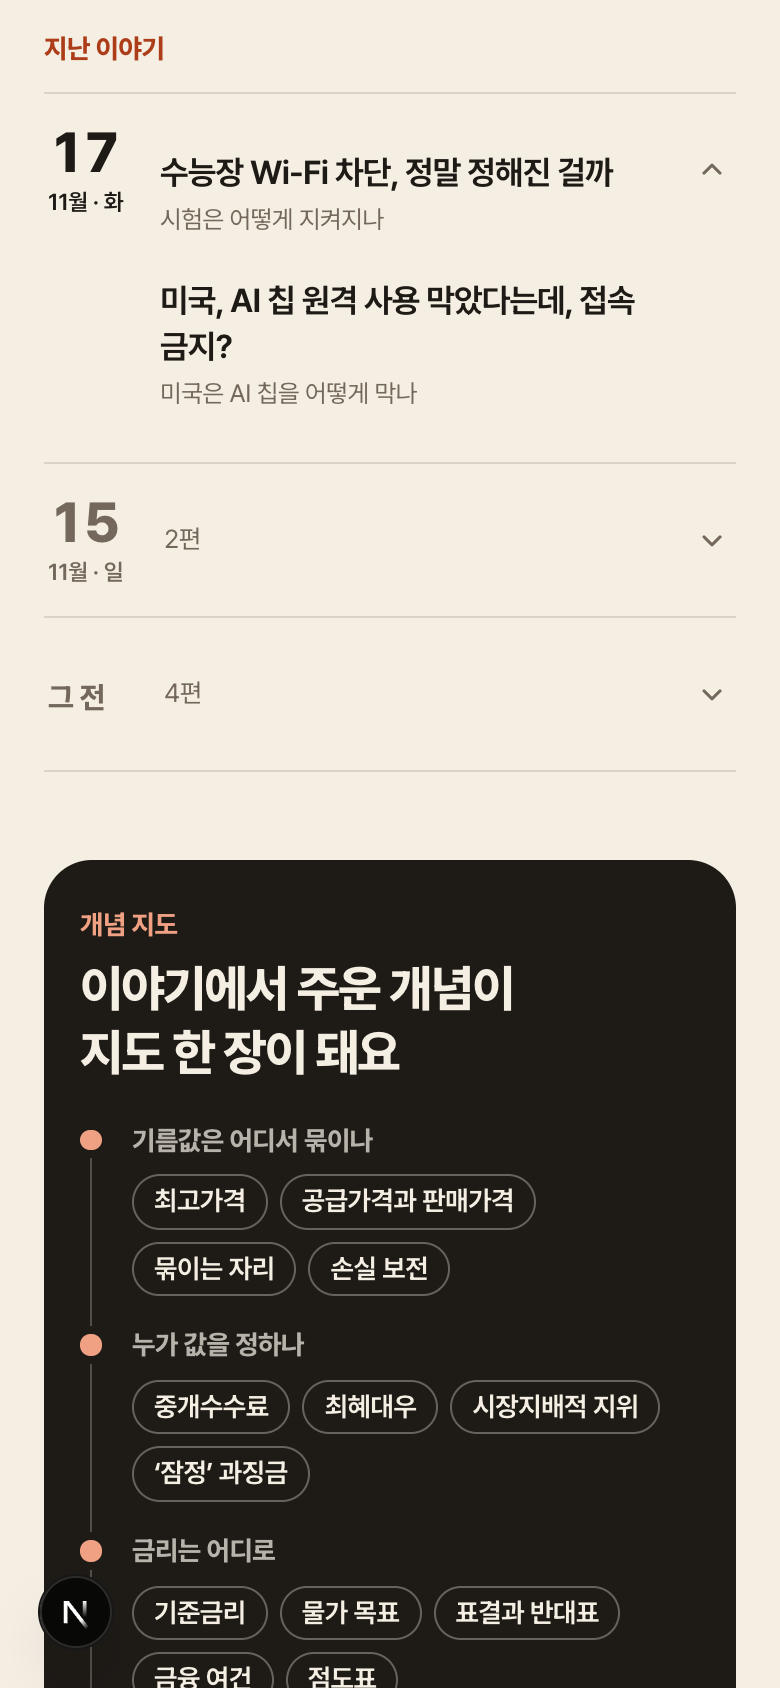 지난 이야기
17
11월 · 화
수능장 Wi-Fi 차단, 정말 정해진 걸까
시험은 어떻게 지켜지나
미국, AI 칩 원격 사용 막았다는데, 접속
금지?
미국은 AI 칩을 어떻게 막나
15
11월 · 일
2편
그 전
4편
개념 지도
이야기에서 주운 개념이
지도 한 장이 돼요
기름값은 어디서 묶이나
최고가격
공급가격과 판매가격
묶이는 자리
손실 보전
누가 값을 정하나
중개수수료
최혜대우
시장지배적 지위
‘잠정’ 과징금
금리는 어디로
기준금리
물가 목표
표결과 반대표
금융 여건
점도표
N